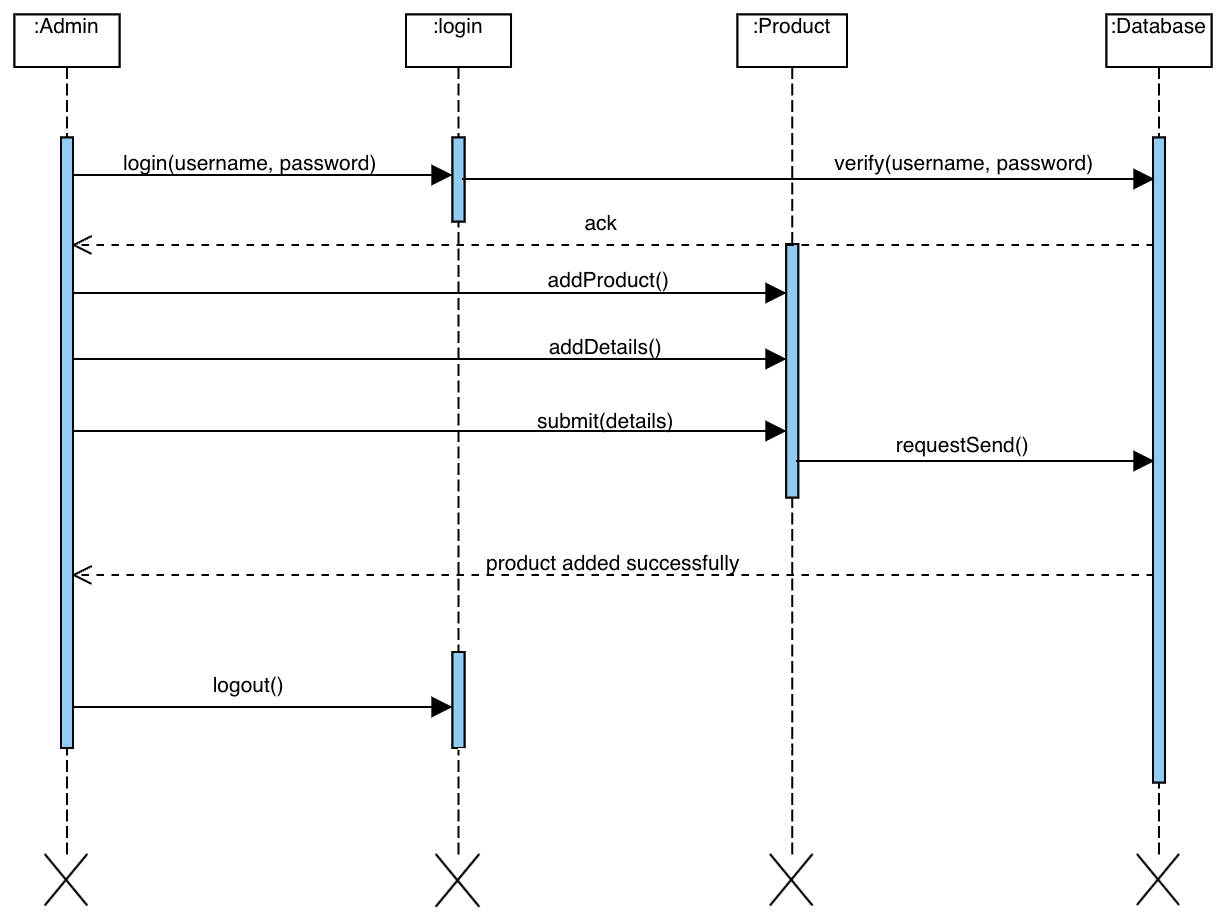 :Admin
:login
:Product
:Database
login(username, password)
verify(username, password)
ack
addProduct()
addDetails()
submit(details)
requestSend()
product added successfully
logout()